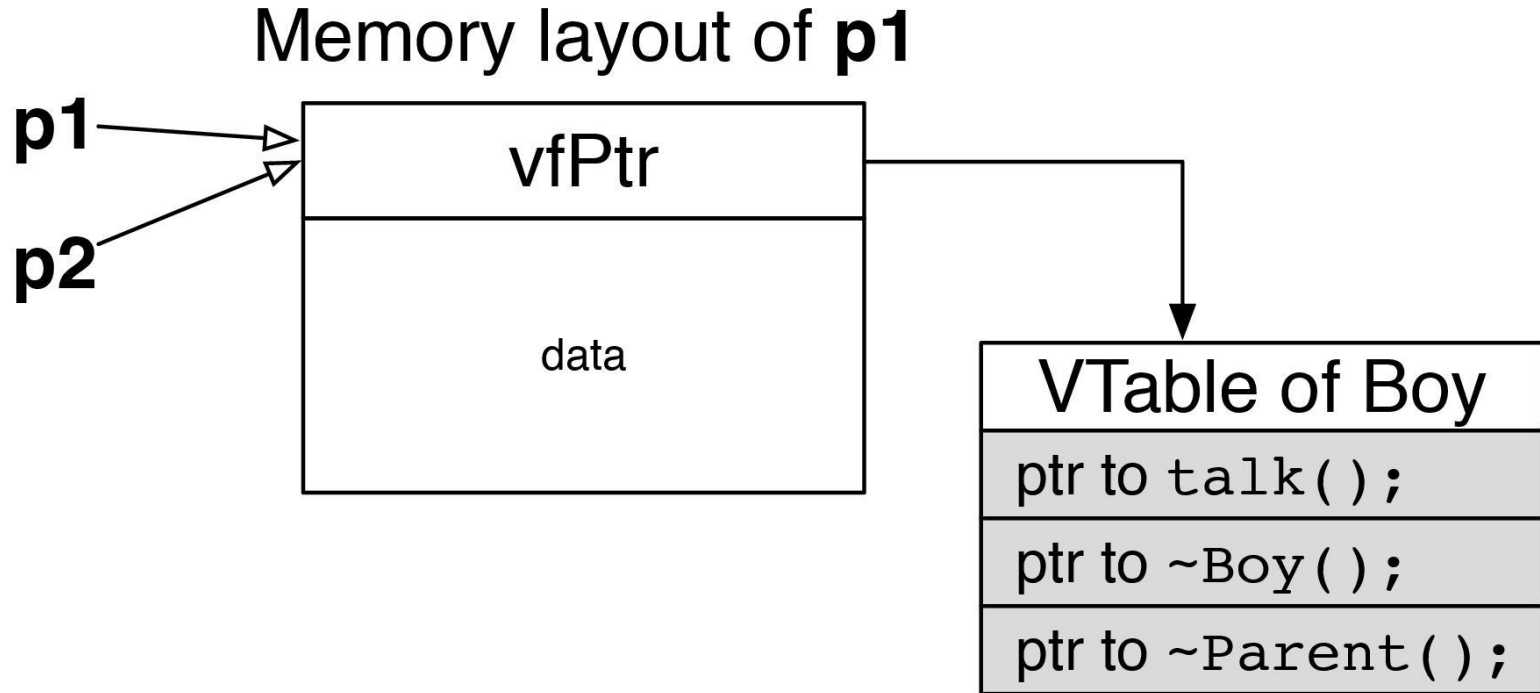 Memory layout of p1
p1
vfPtr
p2
data
VTable of Boy
ptr to talk();
ptr to ~Boy();
ptr to ~Parent();